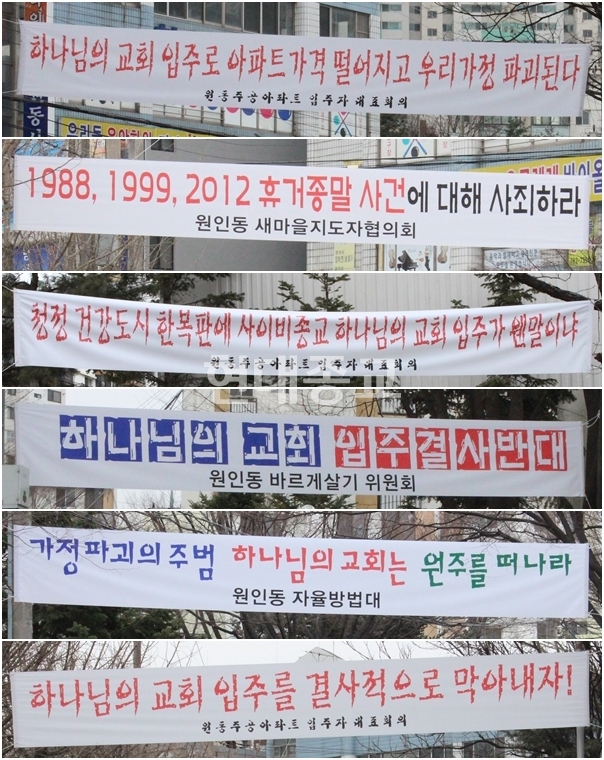 하나님의 교회 입주로 아파트가격 떨어지고 우리가정 파괴된다
원동주공아파트 입주자 대표회의
1988, 1999, 2012 휴거종말 사건에 대해 사죄하라
원인동 새마을지도자협의회
청정 건강도시 한복판에 사이비종교 하나님의 교회 입주가 웬말이냐
원동주공아파트 입주자 대표회의
현대종교
하나님의 교회 입주결사반대
원인동 바르게살기 위원회
가정파괴의 주범 하나님의 교회는 원주를 떠나라
원인동 자율방법대
하나님의 교회 입주를 결사적으로 막아내자!
원동주공아파트 입주자 대표회의